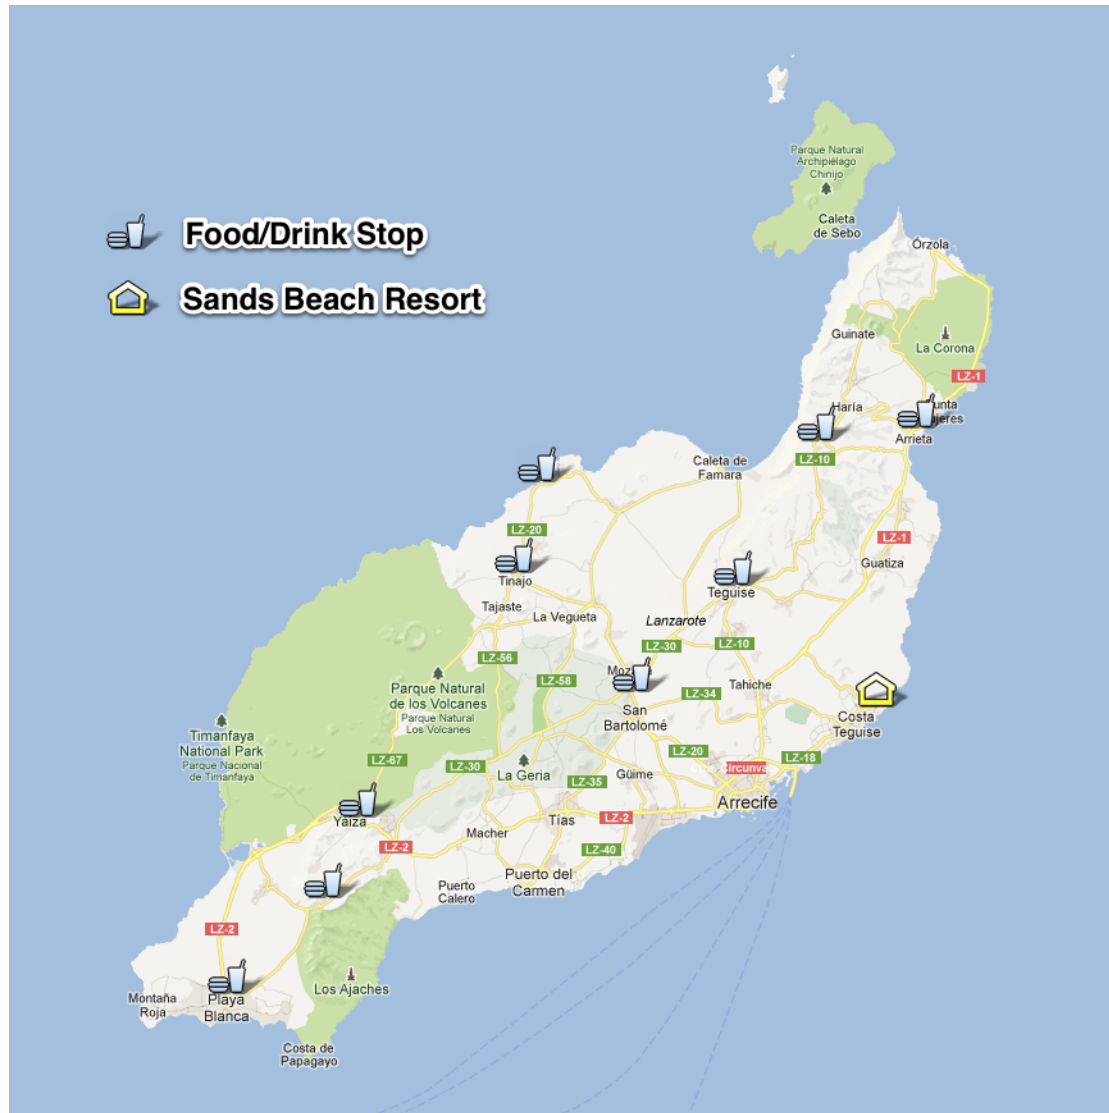 Parque Natural
Archipiélago
Chinijo
Caleta
de Sebo
Food/Drink Stop
Órzola
Sands Beach Resort
Guinate
La Corona
LZ-1
Haría
Arrieta
LZ-10
Caleta de
Famara
LZ-20
LZ-1
Guatiza
Tinajo
Teguise
Tajaste
La Vegueta
Lanzarote
LZ-30
LZ-10
LZ-56
LZ-58
Parque Natural
de los Volcanes
Parque Natural
Los Volcanes
LZ-34
Tahiche
San
Bartolomé
Costa
Teguise
Timanfaya
National Park
Parque Nacional
de Timanfaya
LZ-67
LZ-30
La Geria
LZ-20
LZ-18
Güime
LZ-35
Arrecife
Yaiza
Tías
LZ-2
Macher
LZ-2
LZ-40
Puerto del
Carmen
Puerto
Calero
LZ-2
Los Ajaches
Montaña
Roja
Playa
Blanca
Costa de
Papagayo